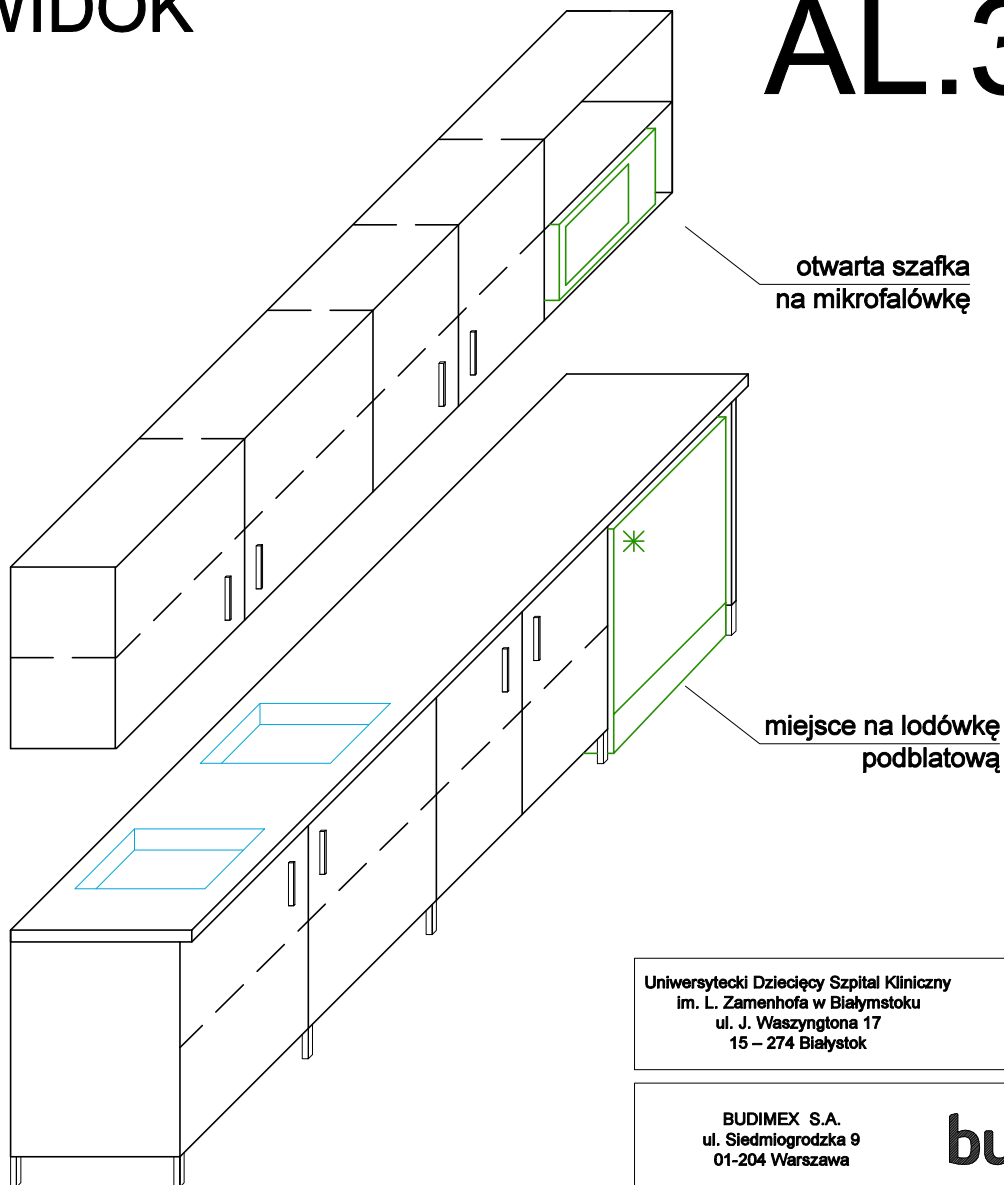 WIDOK
AL.3
otwarta szafka
na mikrofalówkę
miejsce na lodówkę
podblatową
Uniwersytecki Dziecięcy Szpital Kliniczny
im. L. Zamenhofa w Białymstoku
ul. J. Waszyngtona 17
15 – 274 Białystok
BUDIMEX S.A.
ul. Siedmiogrodzka 9
01-204 Warszawa
bu